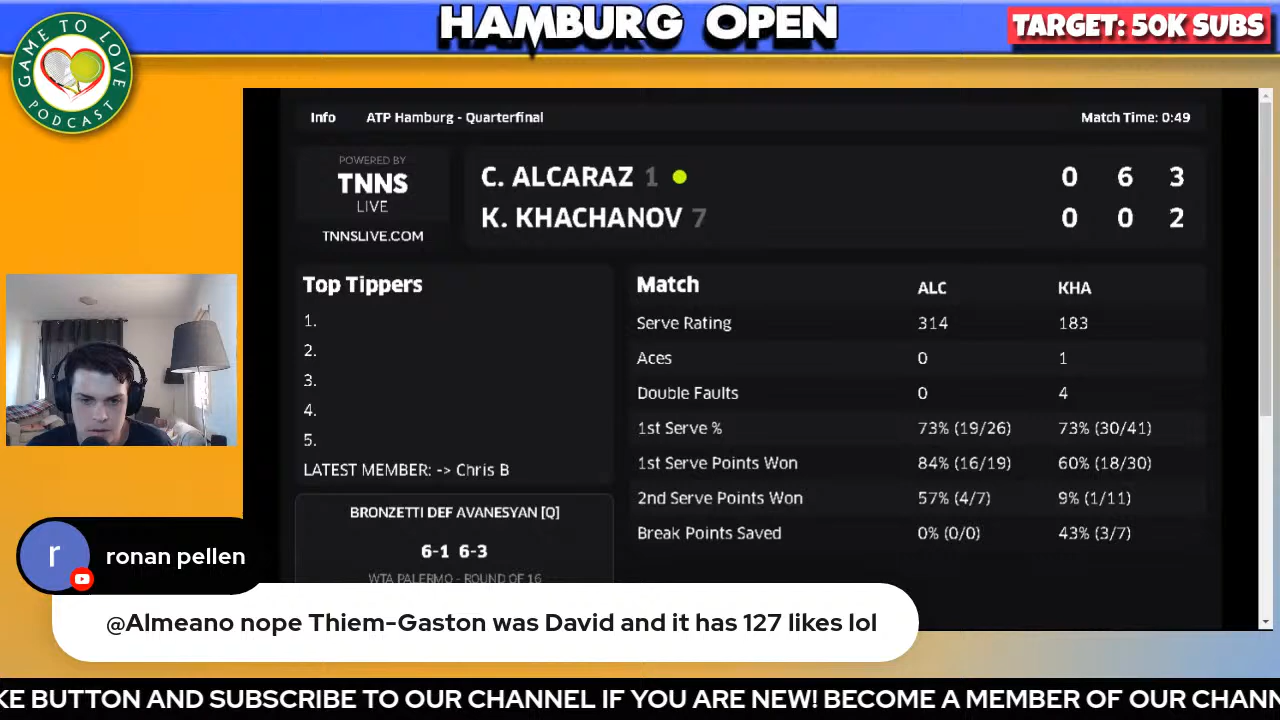 HAMBURG OPEN
TARGET: 50K SUBS
GAME TO LOVE
PODCAST
Info ATP Hamburg - Quarterfinal Match Time: 0:49
POWERED BY
TNNS
LIVE
TNNSLIVE.COM
C. ALCARAZ 1 0 6 3
K. KHACHANOV 7 0 0 2
Top Tippers
1.
2.
3.
4.
5.
LATEST MEMBER: -> Chris B
BRONZETTI DEF AVANESYAN [Q]
6-1 6-3
WTA PALERMO - ROUND OF 16
Match ALC KHA
Serve Rating 314 183
Aces 0 1
Double Faults 0 4
1st Serve % 73% (19/26) 73% (30/41)
1st Serve Points Won 84% (16/19) 60% (18/30)
2nd Serve Points Won 57% (4/7) 9% (1/11)
Break Points Saved 0% (0/0) 43% (3/7)
r ronan pellen
@Almeano nope Thiem-Gaston was David and it has 127 likes lol
KE BUTTON AND SUBSCRIBE TO OUR CHANNEL IF YOU ARE NEW! BECOME A MEMBER OF OUR CHANN